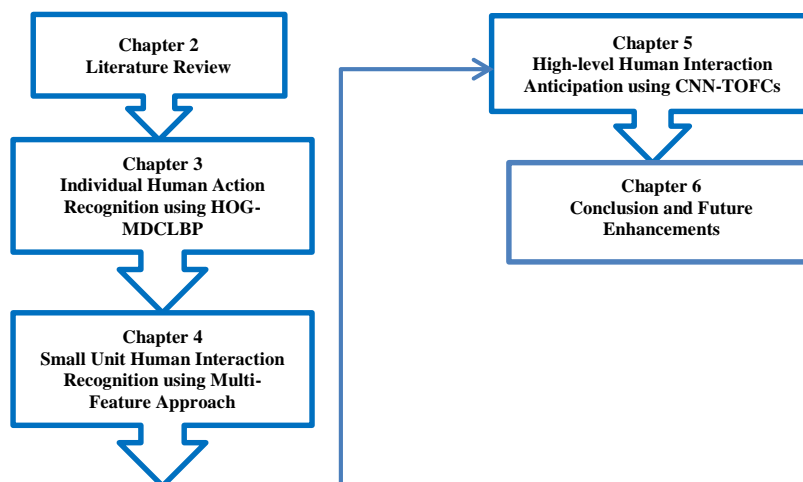 Chapter 2
Literature Review
Chapter 3
Individual Human Action
Recognition using HOG-
MDCLBP
Chapter 4
Small Unit Human Interaction
Recognition using Multi-
Feature Approach
Chapter 5
High-level Human Interaction
Anticipation using CNN-TOFCs
Chapter 6
Conclusion and Future
Enhancements